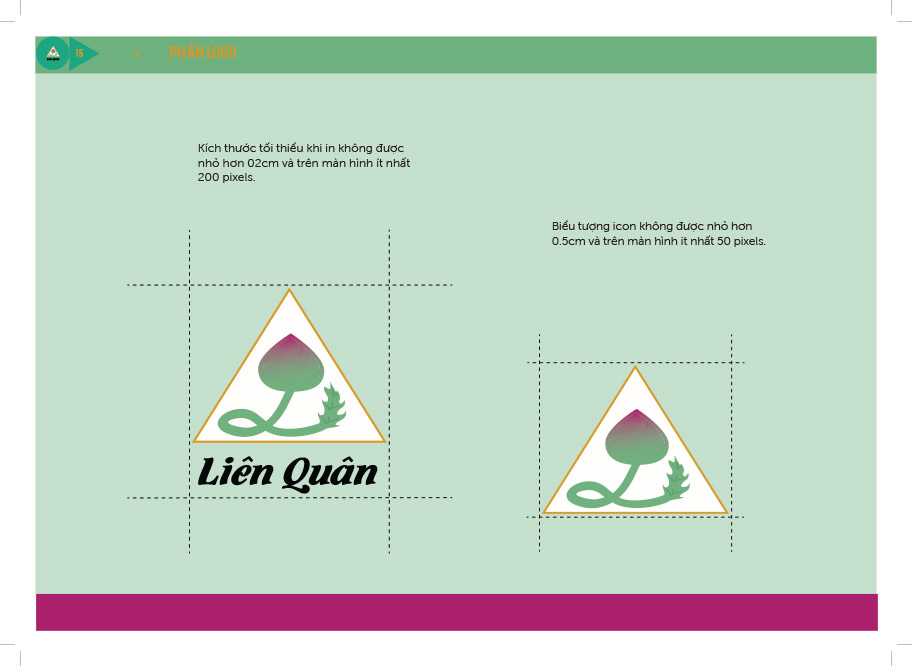 15
PHẦN LOGO
Kích thước tối thiểu khi in không được
nhỏ hơn 02cm và trên màn hình ít nhất
200 pixels.
Biểu tượng icon không được nhỏ hơn
0.5cm và trên màn hình it nhất 50 pixels.
Liên Quân